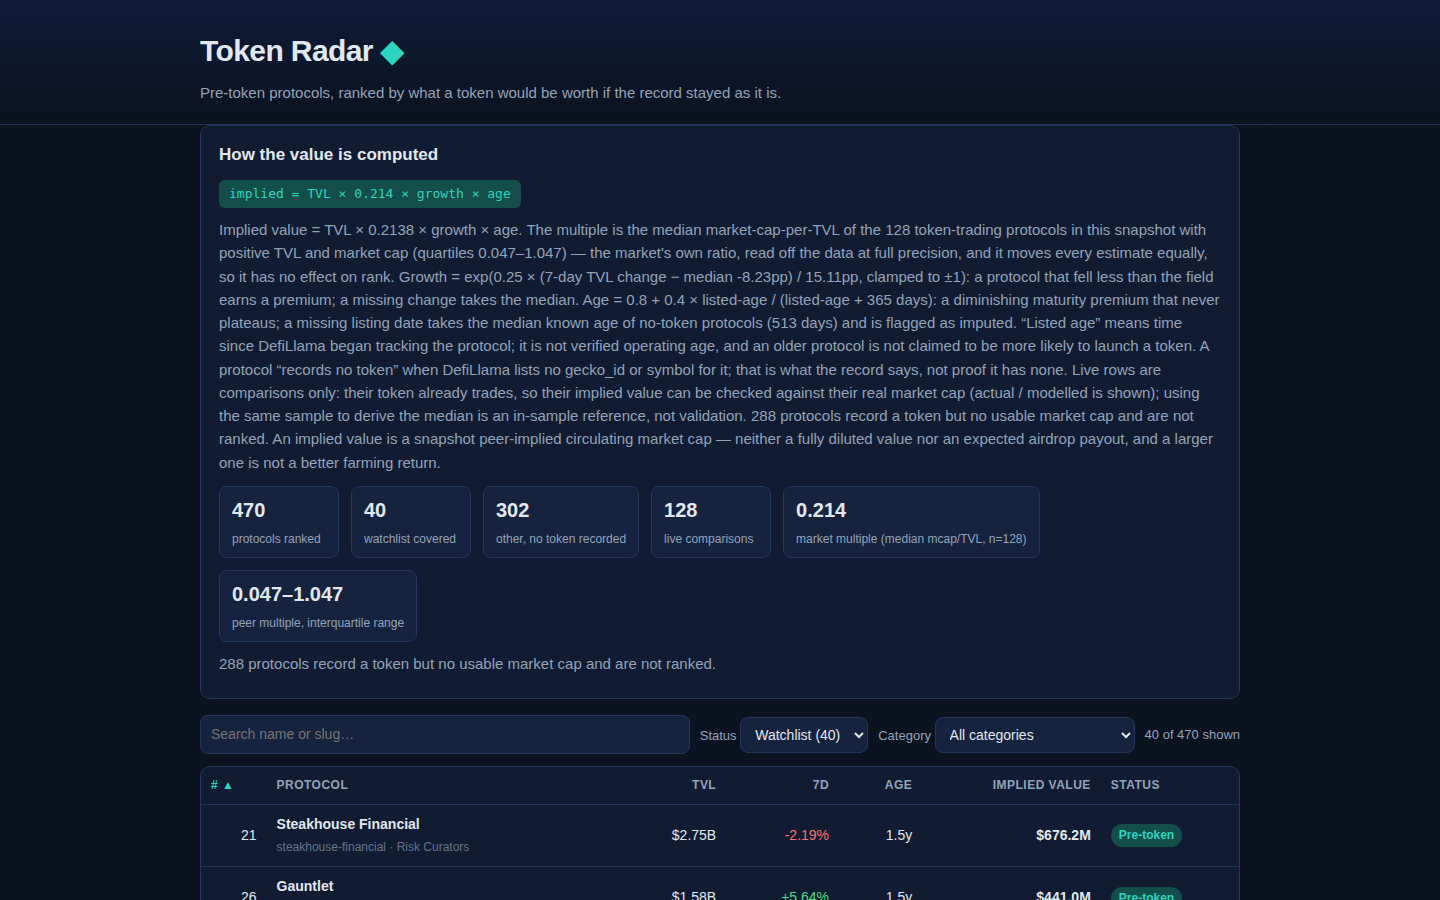 Token Radar ◆
Pre-token protocols, ranked by what a token would be worth if the record stayed as it is.
How the value is computed
implied = TVL × 0.214 × growth × age
Implied value = TVL × 0.2138 × growth × age. The multiple is the median market-cap-per-TVL of the 128 token-trading protocols in this snapshot with
positive TVL and market cap (quartiles 0.047–1.047) — the market's own ratio, read off the data at full precision, and it moves every estimate equally,
so it has no effect on rank. Growth = exp(0.25 × (7-day TVL change − median -8.23pp) / 15.11pp, clamped to ±1): a protocol that fell less than the field
earns a premium; a missing change takes the median. Age = 0.8 + 0.4 × listed-age / (listed-age + 365 days): a diminishing maturity premium that never
plateaus; a missing listing date takes the median known age of no-token protocols (513 days) and is flagged as imputed. “Listed age” means time
since DefiLlama began tracking the protocol; it is not verified operating age, and an older protocol is not claimed to be more likely to launch a token. A
protocol “records no token” when DefiLlama lists no gecko_id or symbol for it; that is what the record says, not proof it has none. Live rows are
comparisons only: their token already trades, so their implied value can be checked against their real market cap (actual / modelled is shown); using
the same sample to derive the median is an in-sample reference, not validation. 288 protocols record a token but no usable market cap and are not
ranked. An implied value is a snapshot peer-implied circulating market cap — neither a fully diluted value nor an expected airdrop payout, and a larger
one is not a better farming return.
470 40 302 128 0.214
protocols ranked watchlist covered other, no token recorded live comparisons market multiple (median mcap/TVL, n=128)
0.047–1.047
peer multiple, interquartile range
288 protocols record a token but no usable market cap and are not ranked.
Search name or slug… Status Watchlist (40) Category All categories 40 of 470 shown
# ▲ PROTOCOL TVL 7D AGE IMPLIED VALUE STATUS
21 Steakhouse Financial $2.75B -2.19% 1.5y $676.2M Pre-token
steakhouse-financial · Risk Curators
26 Gauntlet $1.58B +5.64% 1.5y $441.0M Pre-token